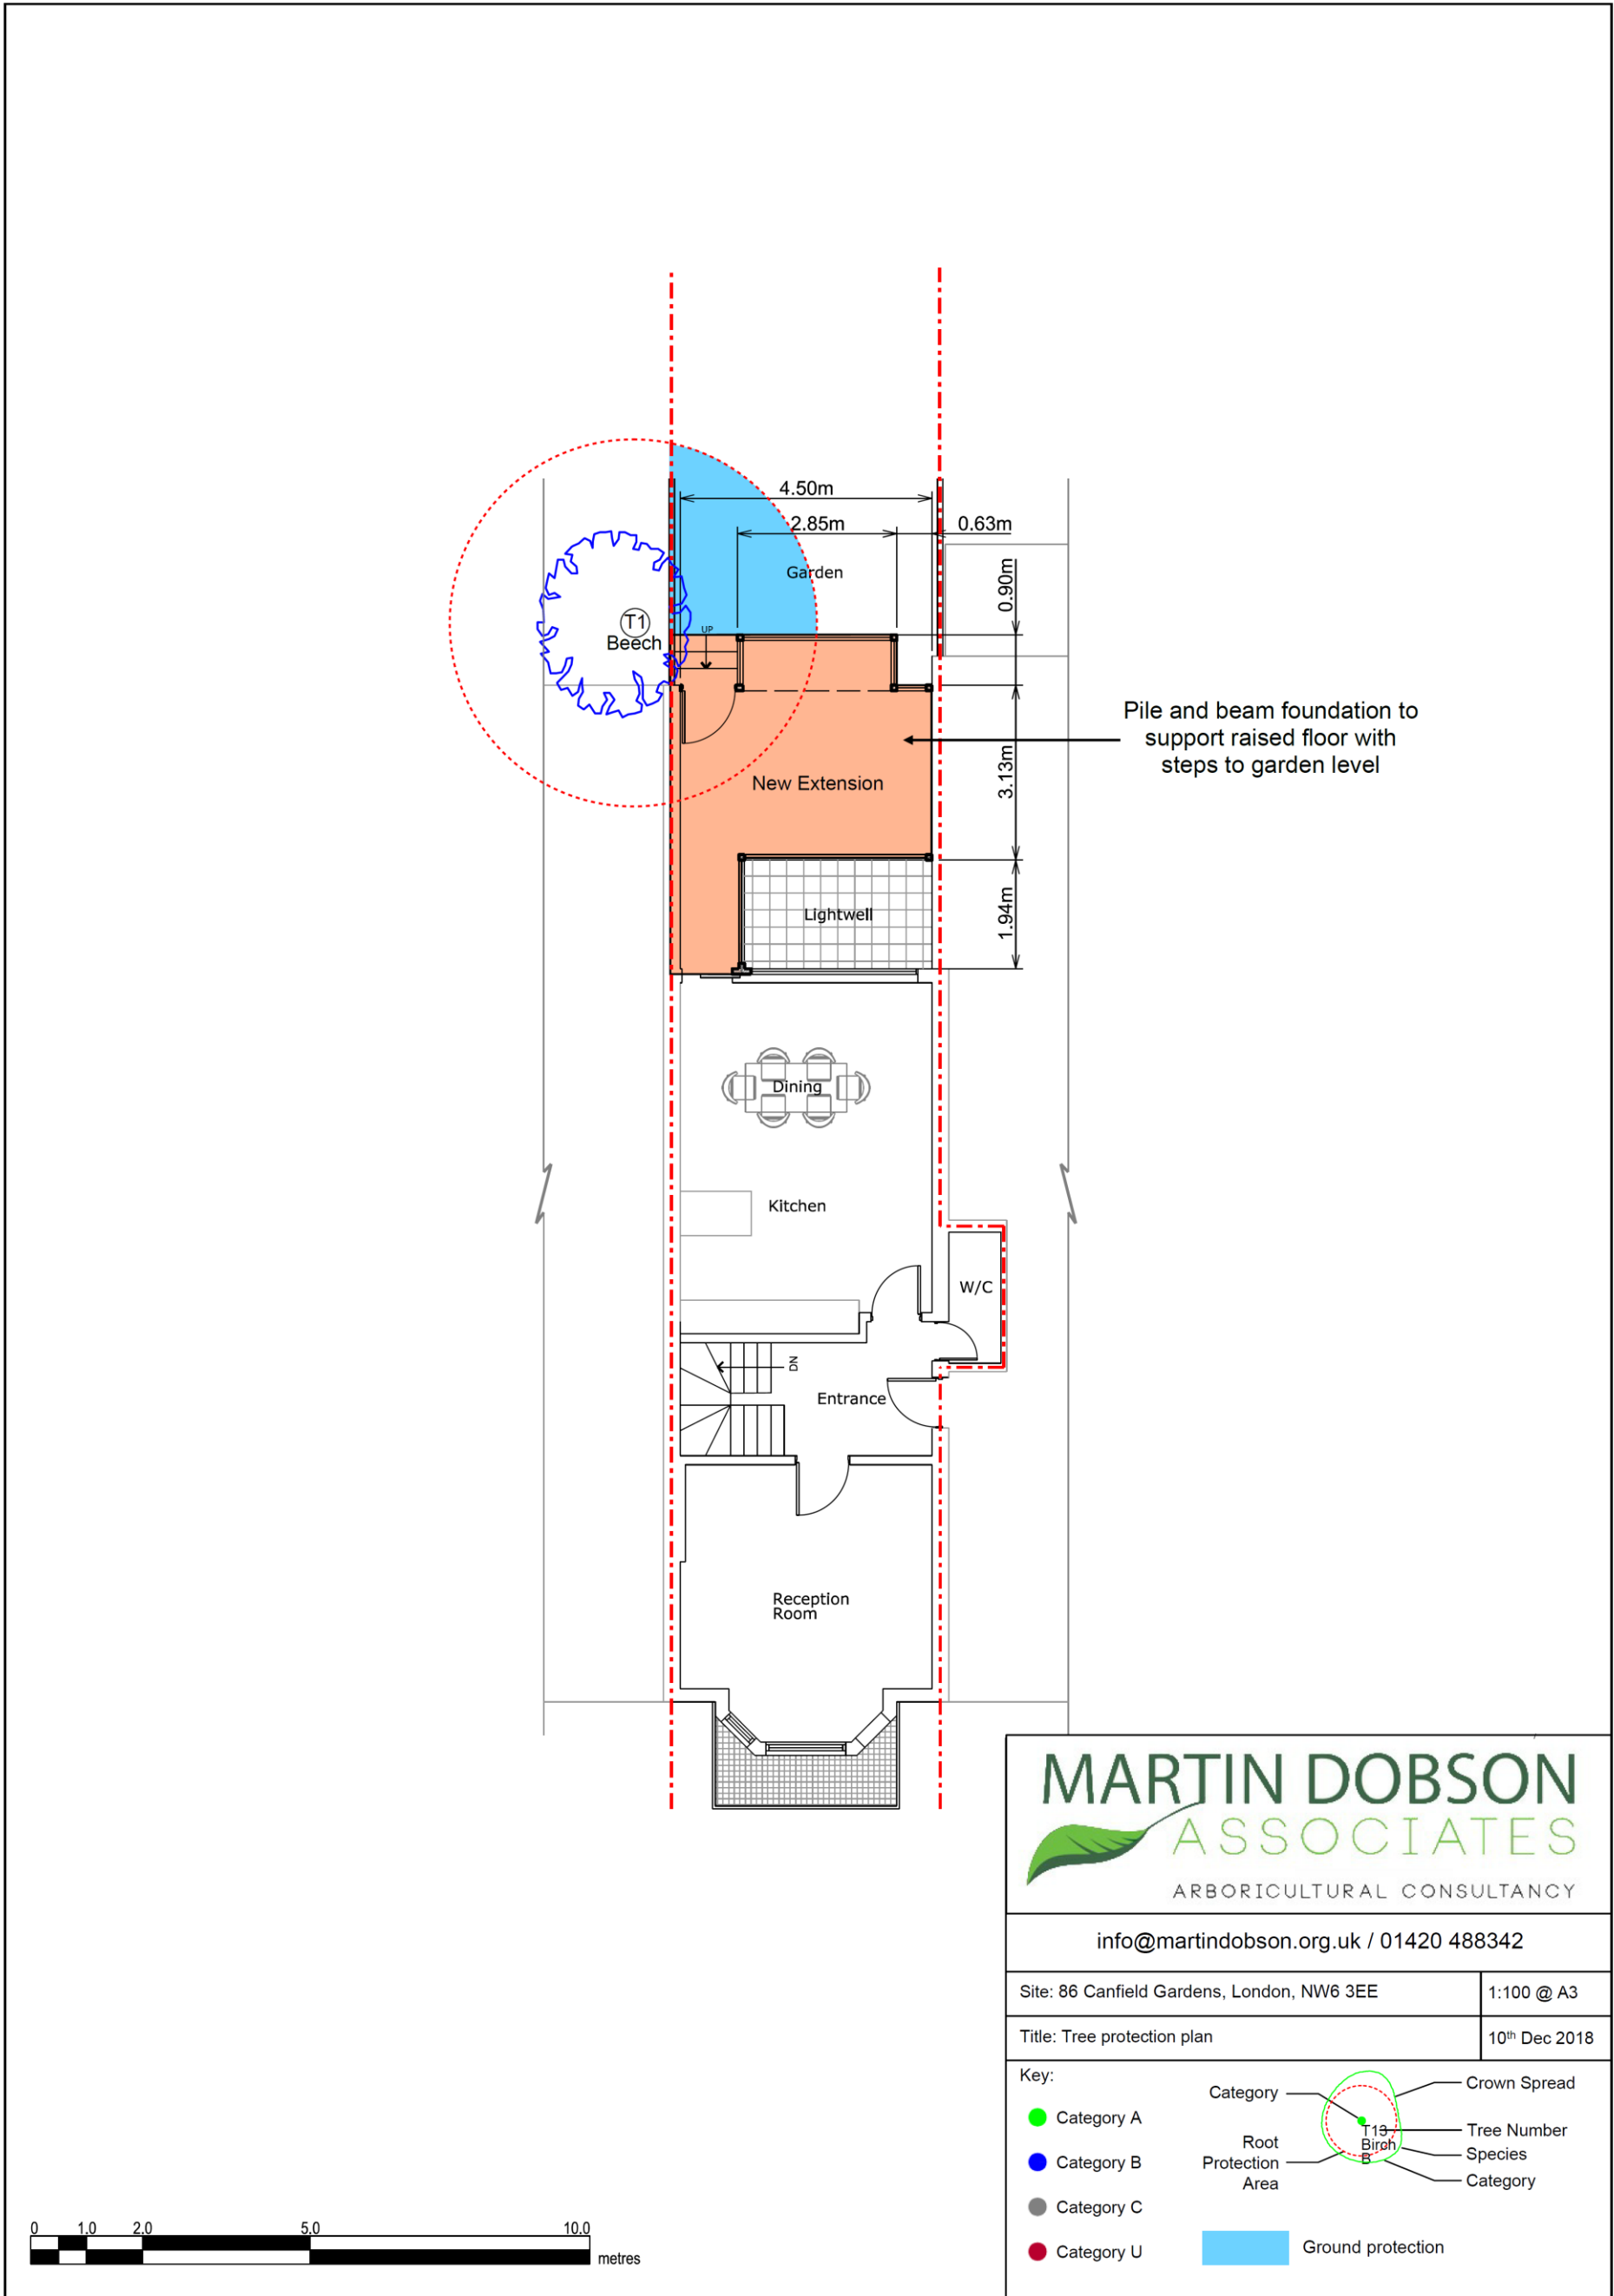 4.50m
2.85m
0.63m
Garden
0.90m
T1
Beech
UP
Pile and beam foundation to
support raised floor with
steps to garden level
3.13m
New Extension
Lightwell
1.94m
Dining
Kitchen
W/C
DN
Entrance
Reception
Room
MARTIN DOBSON
ASSOCIATES
ARBORICULTURAL CONSULTANCY
info@martindobson.org.uk / 01420 488342
Site: 86 Canfield Gardens, London, NW6 3EE
1:100 @ A3
Title: Tree protection plan
10th Dec 2018
Key:
Category A
Category B
Category C
Category U
Category
Root
Protection
Area
T13
Birch
B
Crown Spread
Tree Number
Species
Category
Ground protection
0 1.0 2.0 5.0 10.0
metres